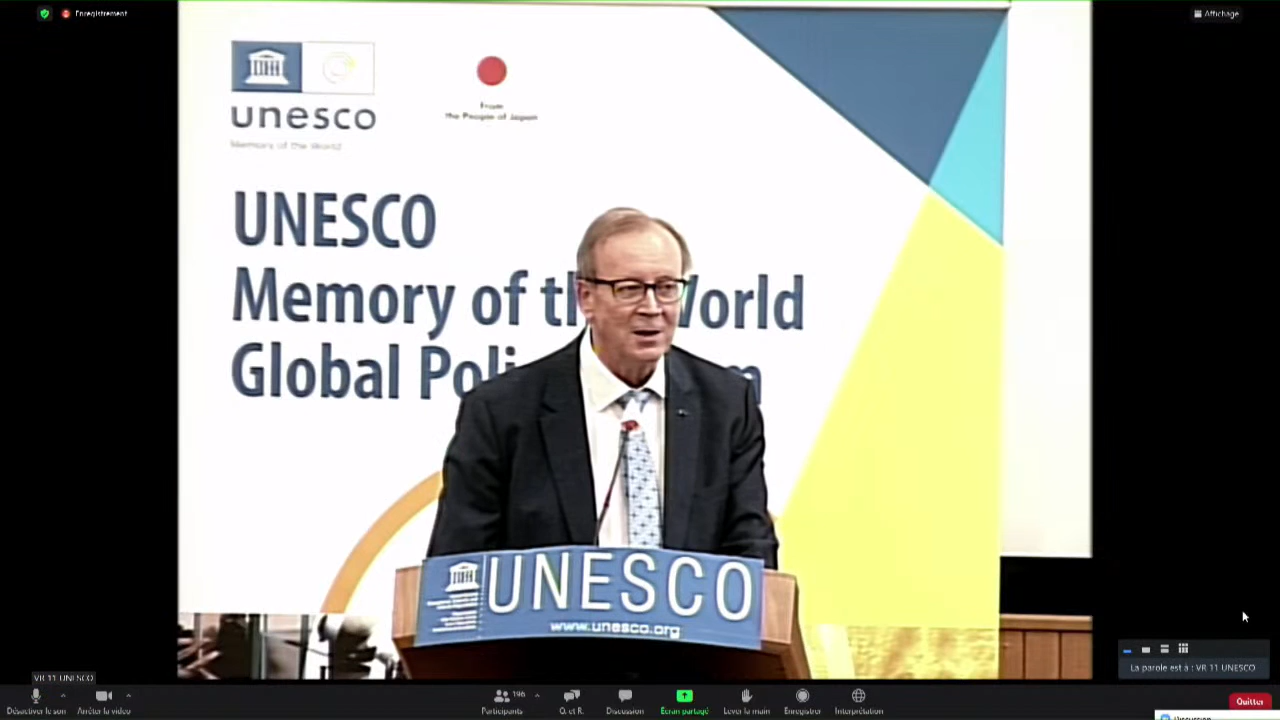 Enregistrement
Affichage
unesco
Memory of the World
From
the People of Japan
UNESCO
Memory of th World
Global Poli m
UNESCO
www.unesco.org
VR 11 UNESCO
La parole est à : VR 11 UNESCO
Désactiver le son
Arrêter la vidéo
196
Participants
Q. et R.
Discussion
Écran partagé
Lever la main
Enregistrer
Interprétation
Quitter
Discussion